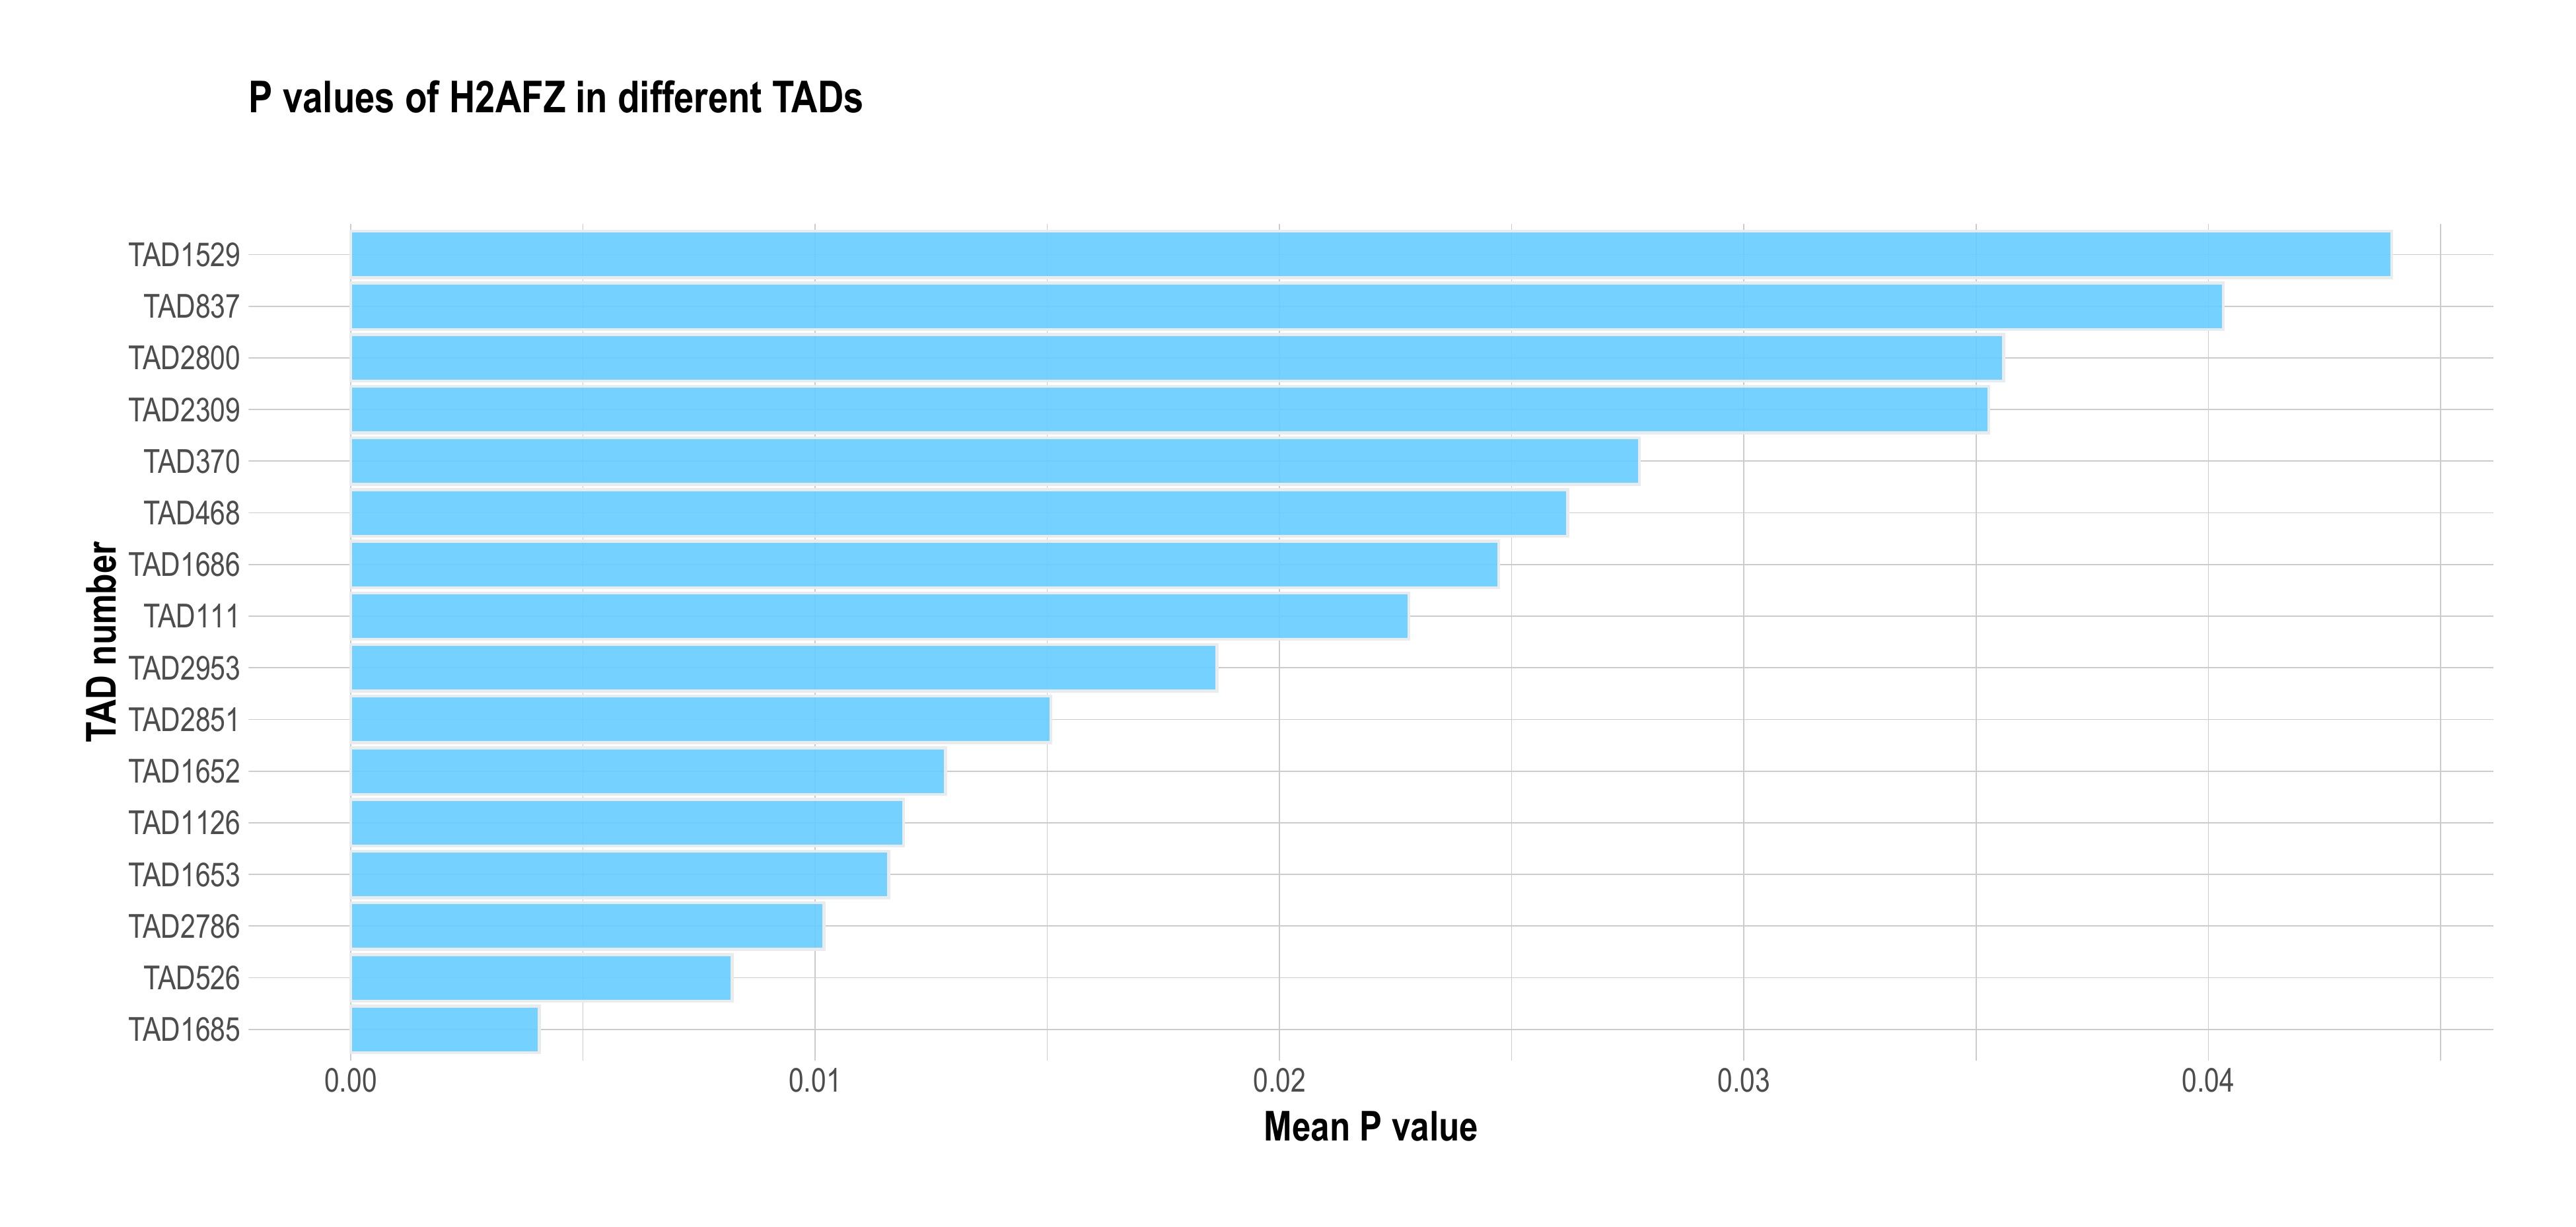 P values of H2AFZ in different TADs
TAD number
TAD1529
TAD837
TAD2800
TAD2309
TAD370
TAD468
TAD1686
TAD111
TAD2953
TAD2851
TAD1652
TAD1126
TAD1653
TAD2786
TAD526
TAD1685
0.00 0.01 0.02 0.03 0.04
Mean P value